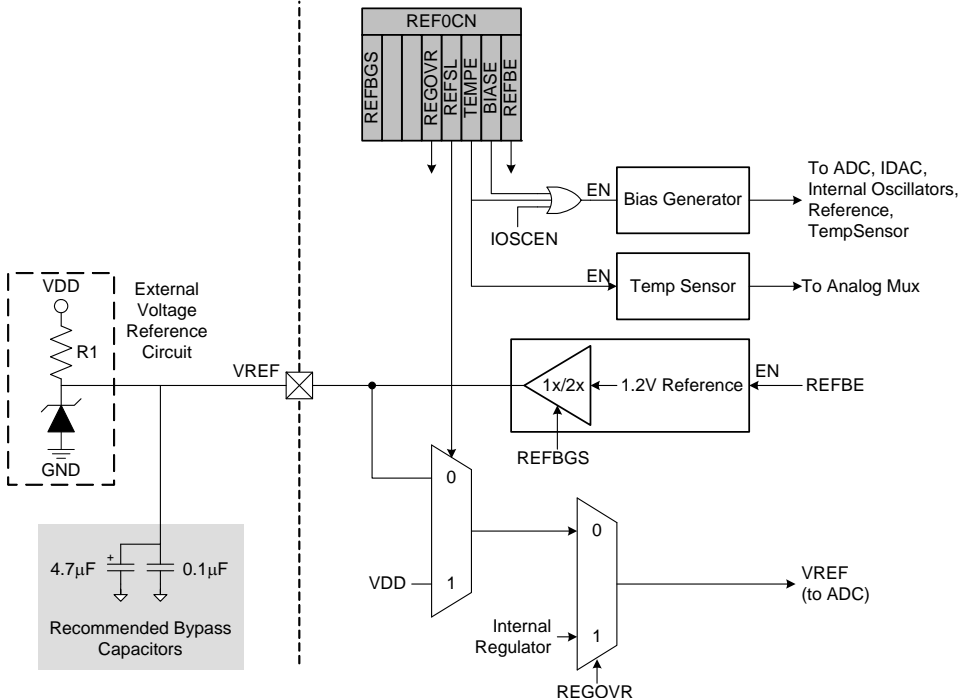 REF0CN
REFBGS
REGOVR
REFSL
TEMPE
BIASE
REFBE
EN
Bias Generator
To ADC, IDAC,
Internal Oscillators,
Reference,
TempSensor
IOSCEN
EN
Temp Sensor
To Analog Mux
VDD
R1
GND
External
Voltage
Reference
Circuit
VREF
1x/2x
1.2V Reference
EN
REFBE
REFBGS
0
VDD
1
0
Internal
Regulator
1
REGOVR
VREF
(to ADC)
4.7µF
+
0.1µF
Recommended Bypass
Capacitors